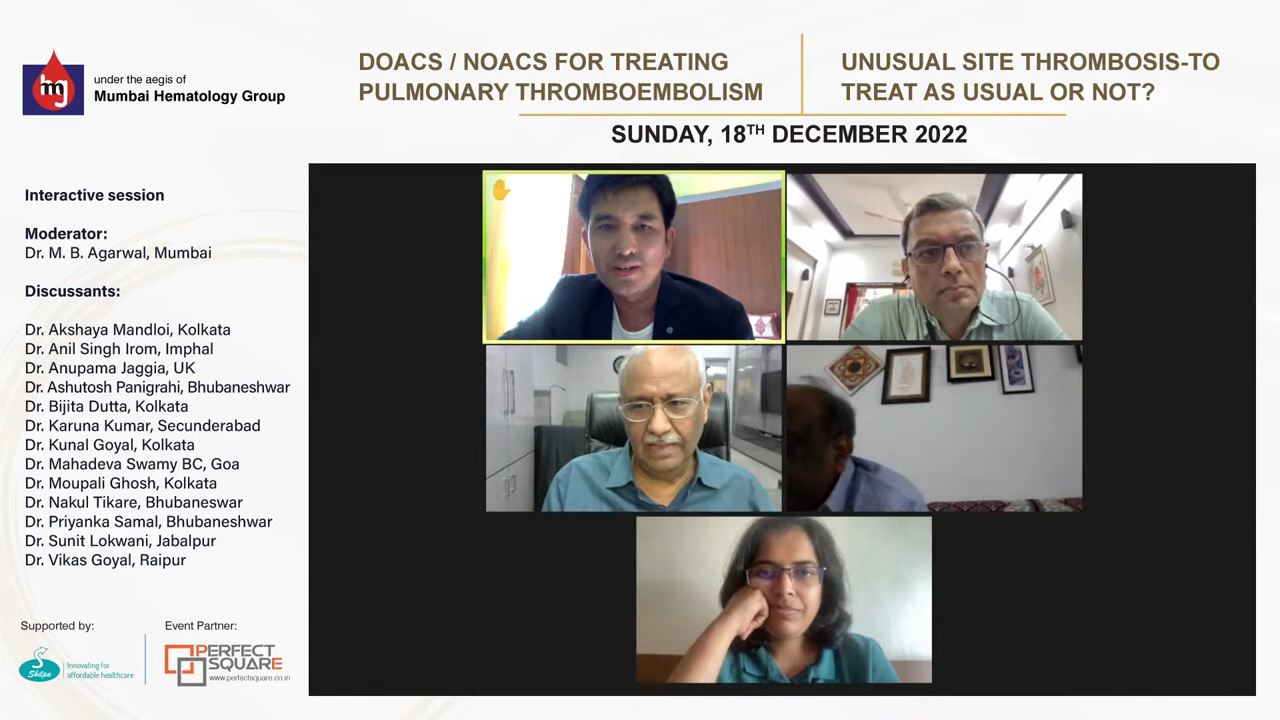 mg
under the aegis of
Mumbai Hematology Group
DOACS / NOACS FOR TREATING
PULMONARY THROMBOEMBOLISM
UNUSUAL SITE THROMBOSIS-TO
TREAT AS USUAL OR NOT?
SUNDAY, 18TH DECEMBER 2022
Interactive session
Moderator:
Dr. M. B. Agarwal, Mumbai
Discussants:
Dr. Akshaya Mandloi, Kolkata
Dr. Anil Singh Irom, Imphal
Dr. Anupama Jaggia, UK
Dr. Ashutosh Panigrahi, Bhubaneshwar
Dr. Bijita Dutta, Kolkata
Dr. Karuna Kumar, Secunderabad
Dr. Kunal Goyal, Kolkata
Dr. Mahadeva Swamy BC, Goa
Dr. Moupali Ghosh, Kolkata
Dr. Nakul Tikare, Bhubaneswar
Dr. Priyanka Samal, Bhubaneshwar
Dr. Sunit Lokwani, Jabalpur
Dr. Vikas Goyal, Raipur
Supported by:
Shilpa
Innovating for
affordable healthcare
Event Partner:
PERFECT
SQUARE
www.perfectsquare.co.in